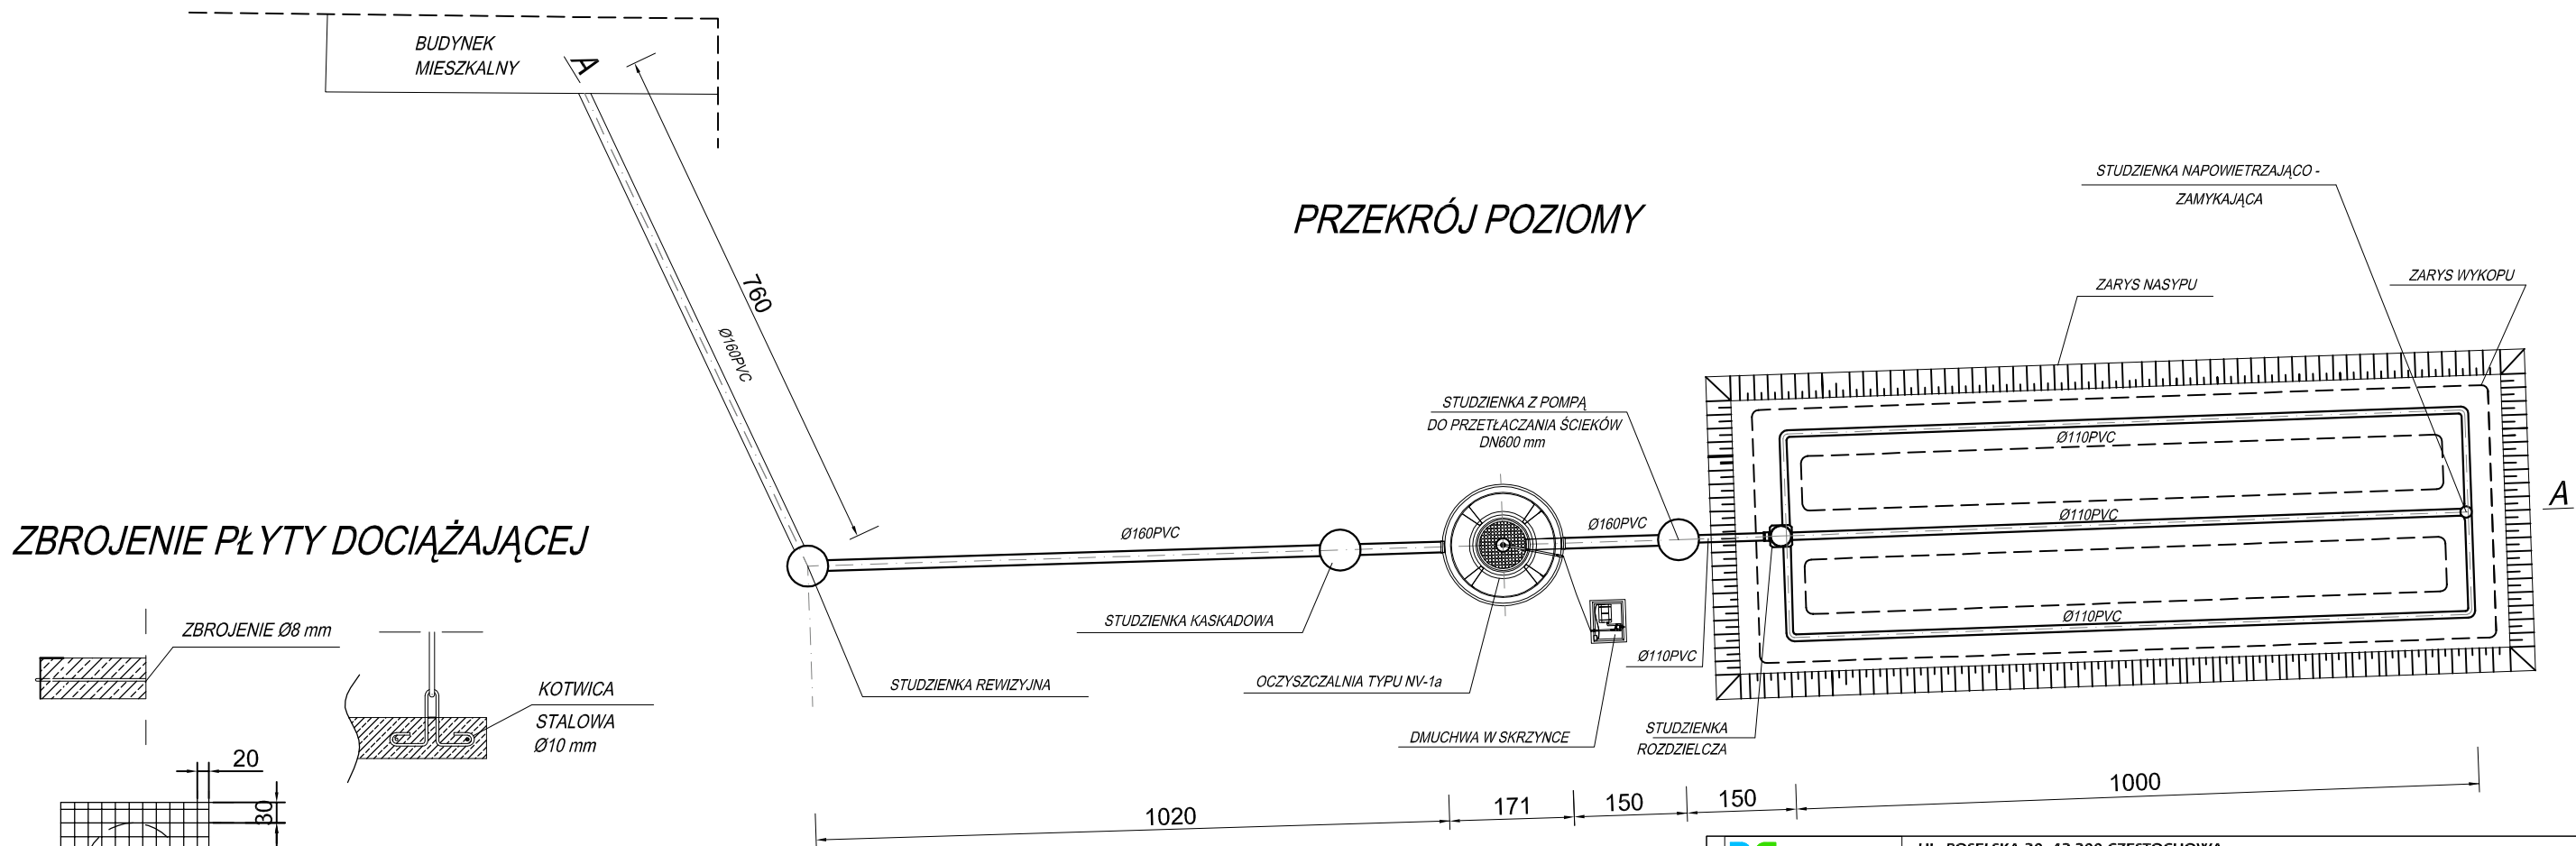 BUDYNEK
MIESZKALNY
A
760
Ø160PVC
PRZEKRÓJ POZIOMY
STUDZIENKA NAPOWIETRZAJĄCO -
ZAMYKAJĄCA
ZARYS NASYPU
ZARYS WYKOPU
STUDZIENKA Z POMPĄ
DO PRZETŁACZANIA ŚCIEKÓW
DN600 mm
Ø110PVC
Ø110PVC
Ø110PVC
A
Ø160PVC
Ø160PVC
STUDZIENKA KASKADOWA
STUDZIENKA REWIZYJNA
OCZYSZCZALNIA TYPU NV-1a
Ø110PVC
DMUCHWA W SKRZYNCE
STUDZIENKA
ROZDZIELCZA
1020
171
150
150
1000
ZBROJENIE PŁYTY DOCIĄŻAJĄCEJ
ZBROJENIE Ø8 mm
KOTWICA
STALOWA
Ø10 mm
20
30